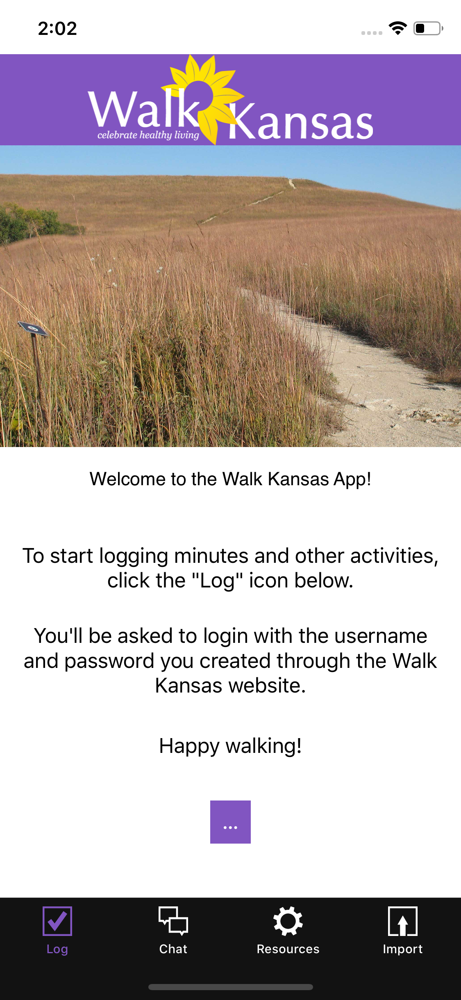 2:02
Walk Kansas
celebrate healthy living
6
Welcome to the Walk Kansas App!
To start logging minutes and other activities,
click the "Log" icon below.
You'll be asked to login with the username
and password you created through the Walk
Kansas website.
Happy walking!
...
Log
Chat
Resources
Import